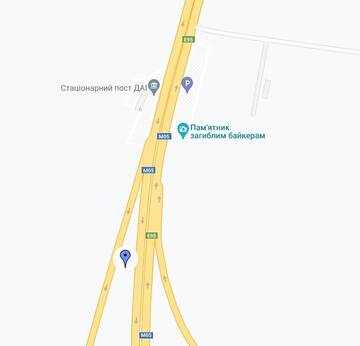 E95
Стаціонарний пост ДАІ
P
M05
Пам'ятник
загиблим байкерам
M05
E95
M05